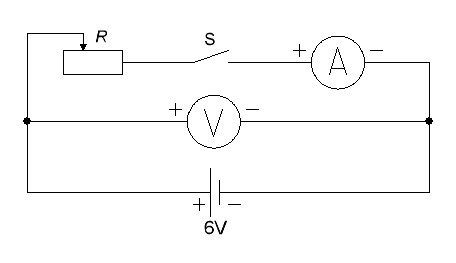 R
S
+ A −
+ V −
+ −
6V